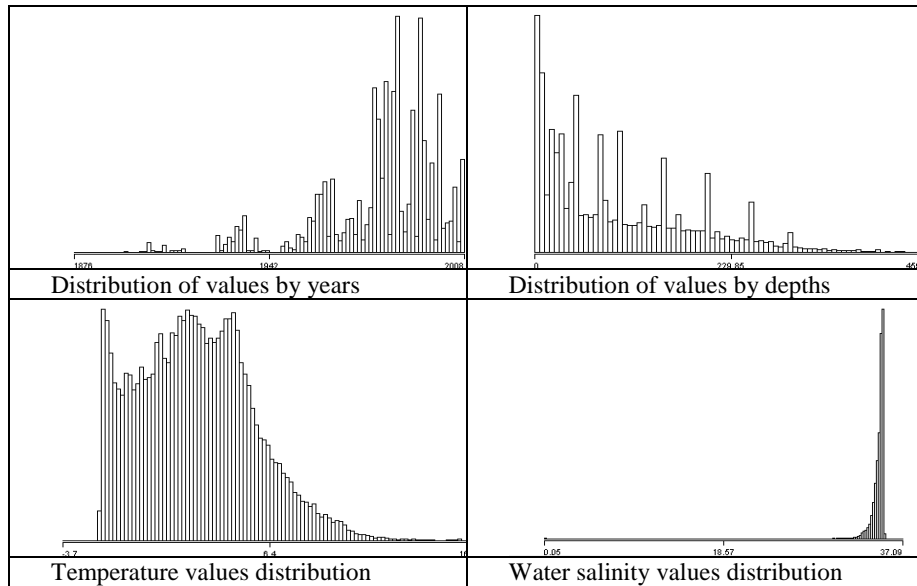 1876 1942 2008
Distribution of values by years
0 229.85
Distribution of values by depths
-3.7 6.4
Temperature values distribution
0.05 18.57 37.09
Water salinity values distribution